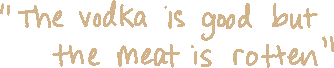 "The vodka is good but
the meat is rotten"